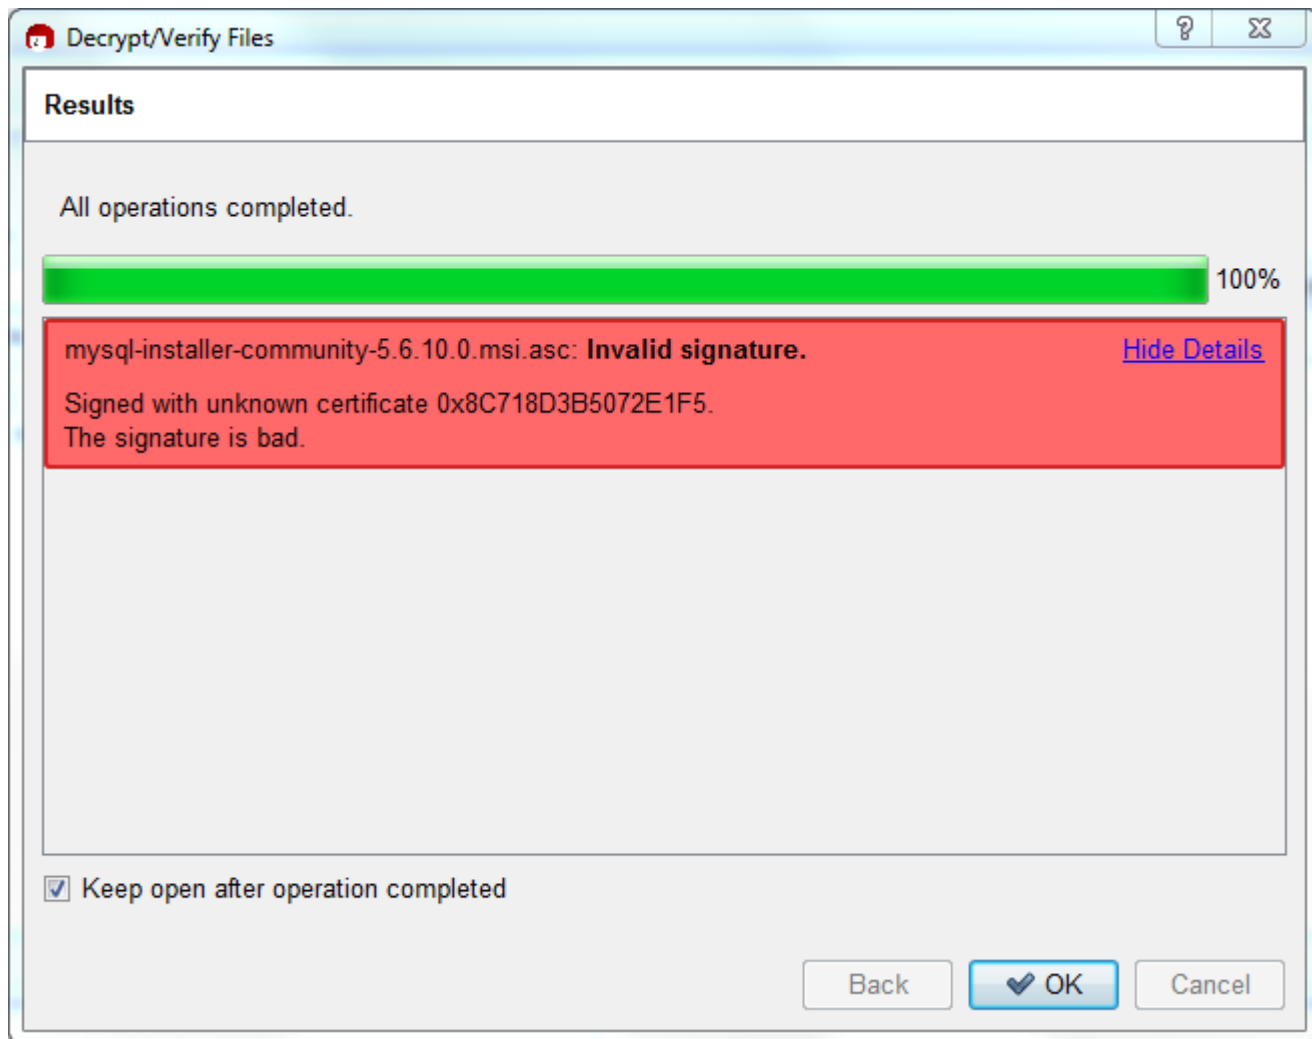 Decrypt/Verify Files
Results
All operations completed.
100%
mysql-installer-community-5.6.10.0.msi.asc: Invalid signature. Hide Details
Signed with unknown certificate 0x8C718D3B5072E1F5.
The signature is bad.
Keep open after operation completed
Back OK Cancel